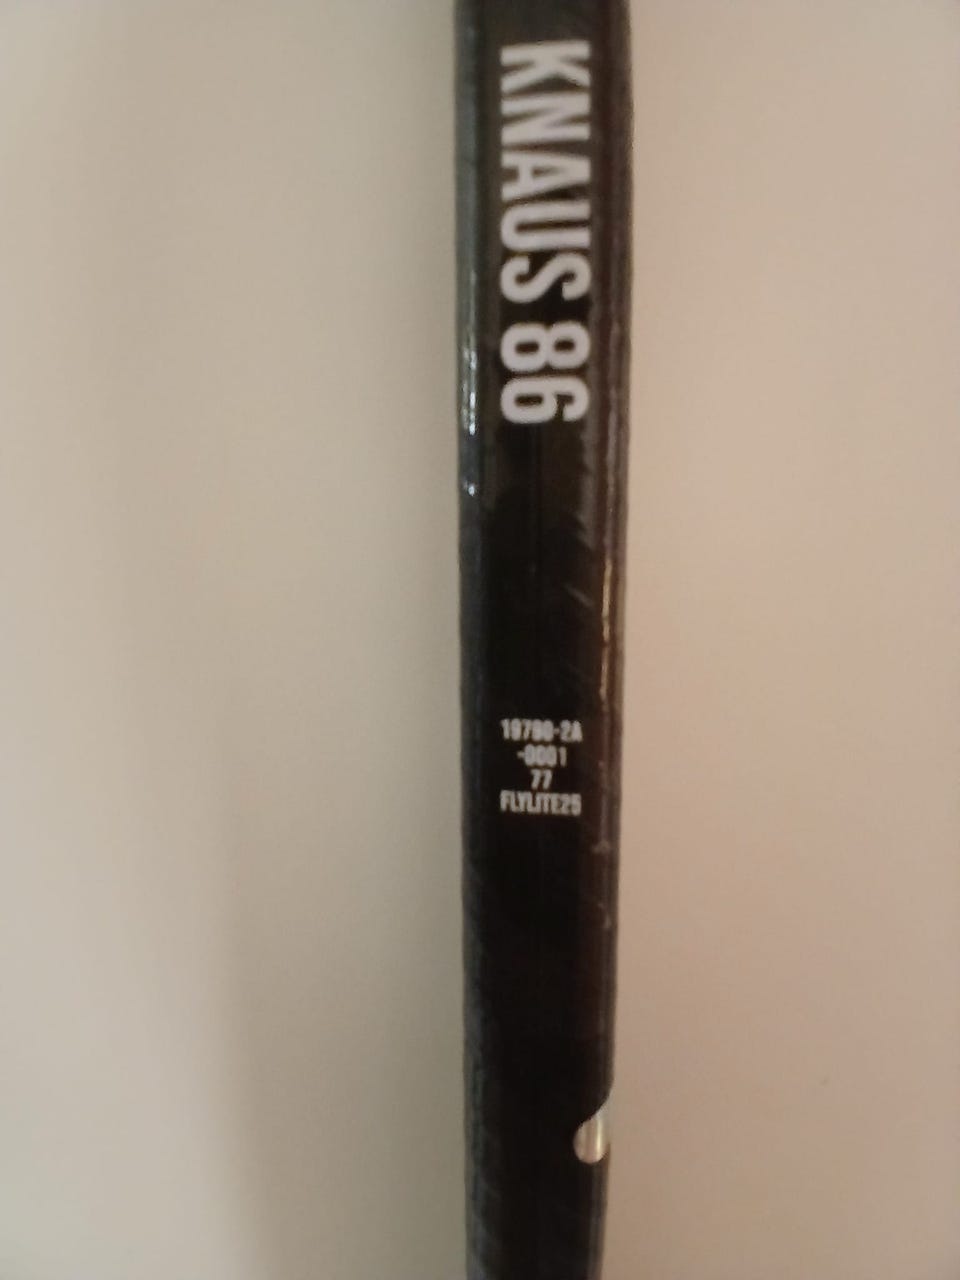 KNAUS 86
19790-2A
-0001
77
FLYLITE25